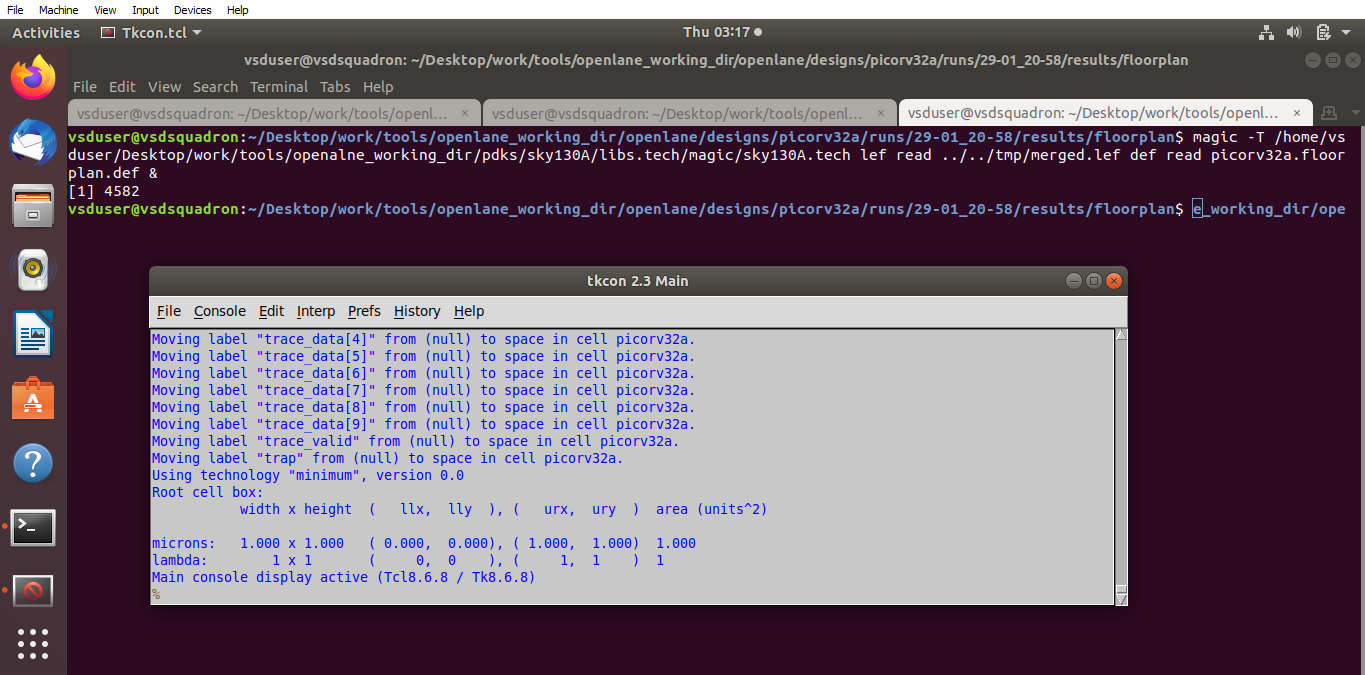 File Machine View Input Devices Help
Activities Tkcon.tcl Thu 03:17
vsduser@vsdsquadron: ~/Desktop/work/tools/openlane_working_dir/openlane/designs/picorv32a/runs/29-01_20-58/results/floorplan
File Edit View Search Terminal Tabs Help
vsduser@vsdsquadron: ~/Desktop/work/tools/openl... × vsduser@vsdsquadron: ~/Desktop/work/tools/openl... × vsduser@vsdsquadron: ~/Desktop/work/tools/openl... ×
vsduser@vsdsquadron:~/Desktop/work/tools/openlane_working_dir/openlane/designs/picorv32a/runs/29-01_20-58/results/floorplan$ magic -T /home/vs
duser/Desktop/work/tools/openalne_working_dir/pdks/sky130A/libs.tech/magic/sky130A.tech lef read ../../tmp/merged.lef def read picorv32a.floor
plan.def &
[1] 4582
vsduser@vsdsquadron:~/Desktop/work/tools/openlane_working_dir/openlane/designs/picorv32a/runs/29-01_20-58/results/floorplan$ e_working_dir/ope
tkcon 2.3 Main
File Console Edit Interp Prefs History Help
Moving label "trace_data[4]" from (null) to space in cell picorv32a.
Moving label "trace_data[5]" from (null) to space in cell picorv32a.
Moving label "trace_data[6]" from (null) to space in cell picorv32a.
Moving label "trace_data[7]" from (null) to space in cell picorv32a.
Moving label "trace_data[8]" from (null) to space in cell picorv32a.
Moving label "trace_data[9]" from (null) to space in cell picorv32a.
Moving label "trace_valid" from (null) to space in cell picorv32a.
Moving label "trap" from (null) to space in cell picorv32a.
Using technology "minimum", version 0.0
Root cell box:
width x height ( llx, lly ), ( urx, ury ) area (units^2)
microns: 1.000 x 1.000 ( 0.000, 0.000), ( 1.000, 1.000) 1.000
lambda: 1 x 1 ( 0, 0 ), ( 1, 1 ) 1
Main console display active (Tcl8.6.8 / Tk8.6.8)
%